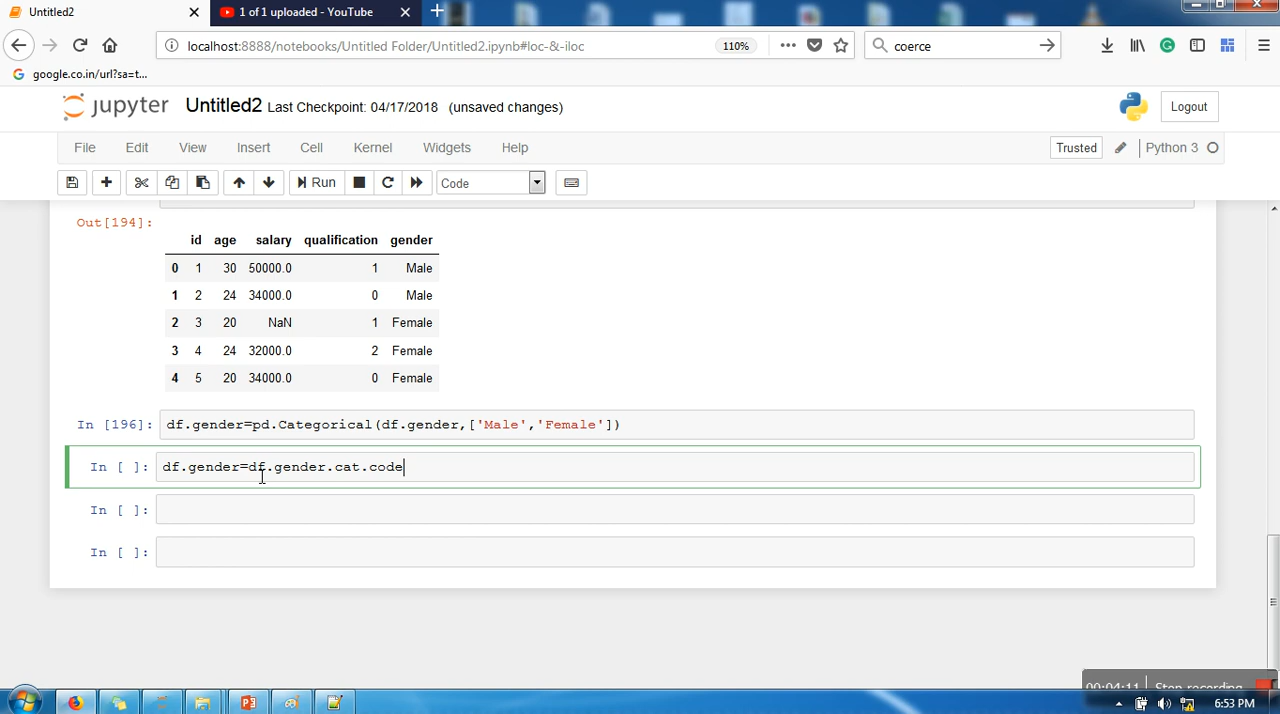 Untitled2
1 of 1 uploaded - YouTube
localhost:8888/notebooks/Untitled Folder/Untitled2.ipynb#loc-&-iloc
110%
coerce
google.co.in/url?sa=t...
jupyter Untitled2 Last Checkpoint: 04/17/2018 (unsaved changes)
Logout
File Edit View Insert Cell Kernel Widgets Help
Trusted
Python 3
Run
Code
Out[194]:
id age salary qualification gender
0 1 30 50000.0 1 Male
1 2 24 34000.0 0 Male
2 3 20 NaN 1 Female
3 4 24 32000.0 2 Female
4 5 20 34000.0 0 Female
In [196]: df.gender=pd.Categorical(df.gender,['Male','Female'])
In [ ]: df.gender=df.gender.cat.code
In [ ]:
In [ ]:
00:04:11 Stop recording
6:53 PM